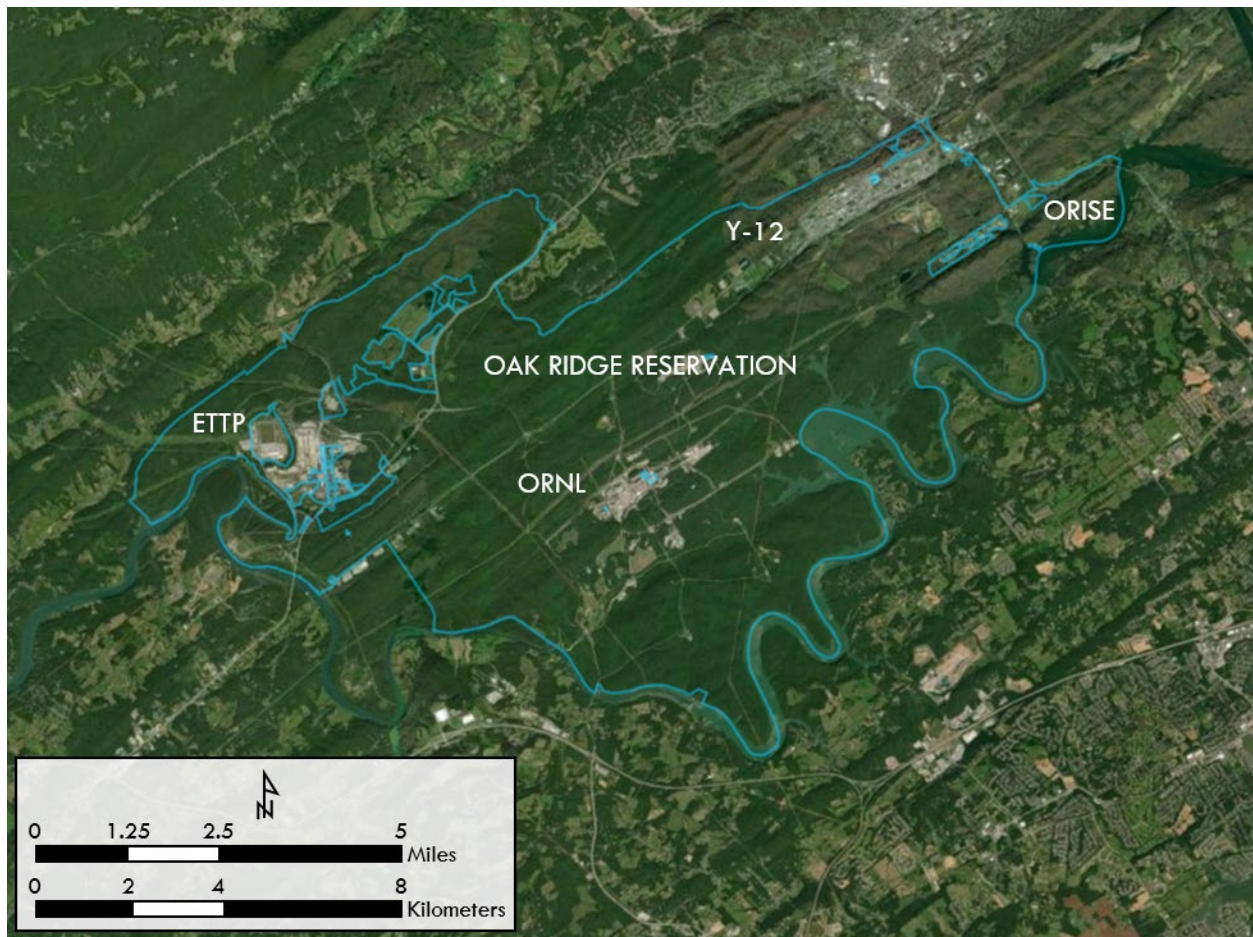 Y-12
ORISE
OAK RIDGE RESERVATION
ETTP
ORNL
N
0 1.25 2.5 5
Miles
0 2 4 8
Kilometers